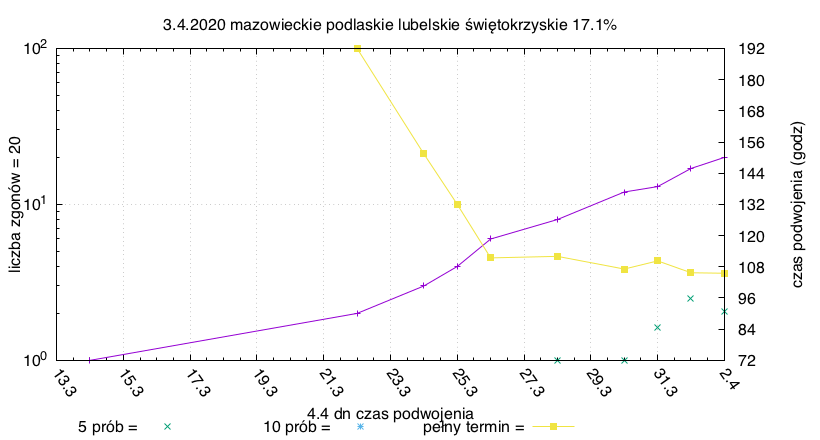 3.4.2020 mazowieckie podlaskie lubelskie świętokrzyskie 17.1%
10²
10¹
10⁰
liczba zgonów = 20
192
180
168
156
144
132
120
108
96
84
72
czas podwojenia (godz)
13.3 15.3 17.3 19.3 21.3 23.3 25.3 27.3 29.3 31.3 2.4
4.4 dn czas podwojenia
5 prób = 10 prób = pełny termin =